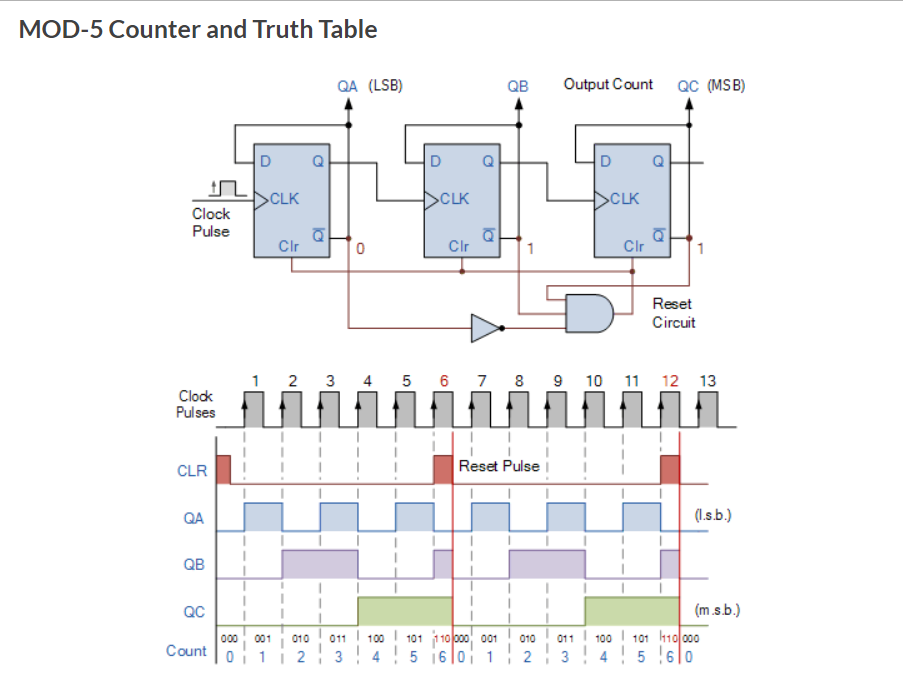 MOD-5 Counter and Truth Table
QA (LSB) QB Output Count QC (MSB)
D Q D Q D Q
CLK CLK CLK
Clock
Pulse
Clr Q̅ Clr Q̅ Clr Q̅
0 1 1
Reset
Circuit
1 2 3 4 5 6 7 8 9 10 11 12 13
Clock
Pulses
CLR Reset Pulse
QA (l.s.b.)
QB
QC (m.s.b.)
000 001 010 011 100 101 110 000 001 010 011 100 101 110 000
Count 0 1 2 3 4 5 6 0 1 2 3 4 5 6 0